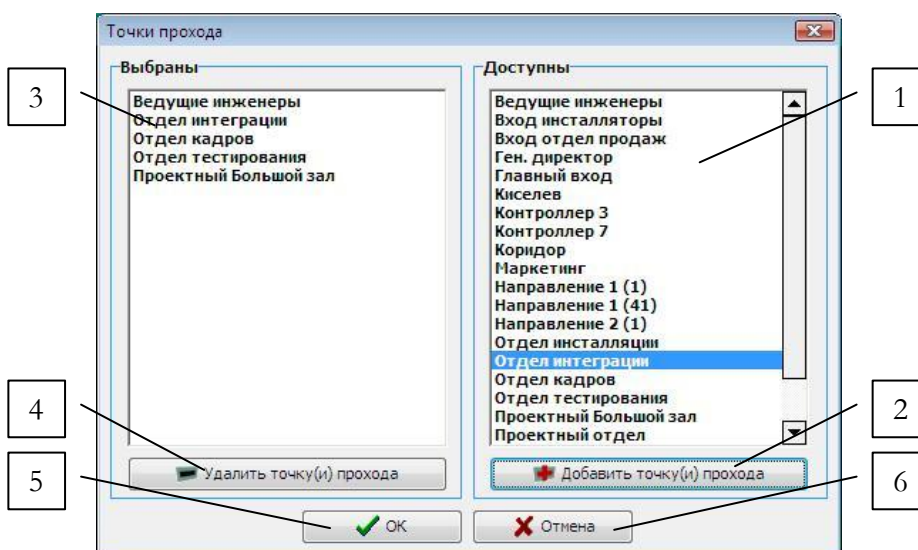 Точки прохода
Выбраны
Ведущие инженеры
Отдел интеграции
Отдел кадров
Отдел тестирования
Проектный Большой зал
Удалить точку(и) прохода
Доступны
Ведущие инженеры
Вход инсталляторы
Вход отдел продаж
Ген. директор
Главный вход
Киселев
Контроллер 3
Контроллер 7
Коридор
Маркетинг
Направление 1 (1)
Направление 1 (41)
Направление 2 (1)
Отдел инсталляции
Отдел интеграции
Отдел кадров
Отдел тестирования
Проектный Большой зал
Проектный отдел
Добавить точку(и) прохода
OK
Отмена
3
4
5
1
2
6